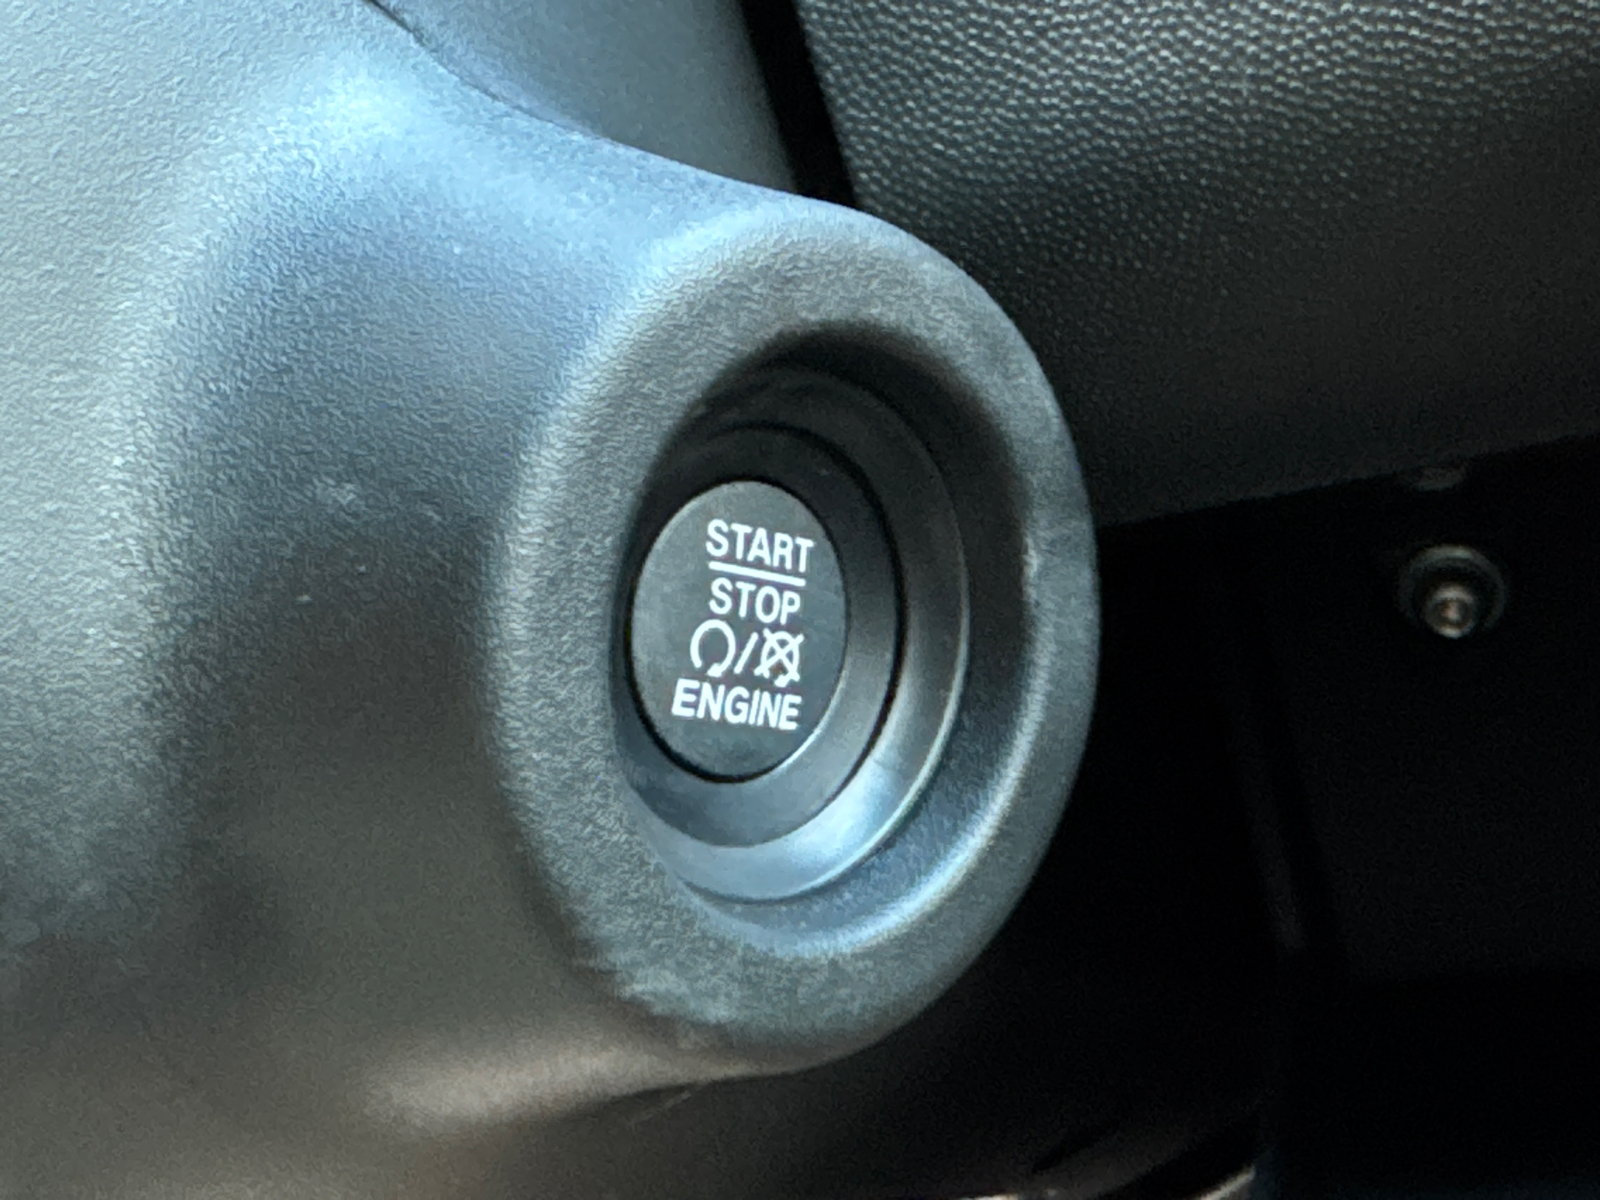 START
STOP
/
ENGINE